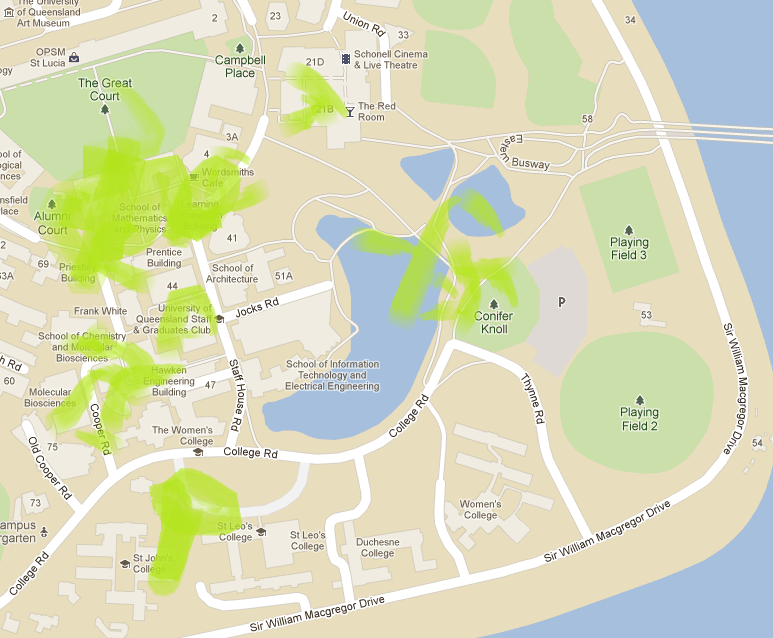 The University
of Queensland
Art Museum
2
23
Union Rd
33
34
OPSM
St Lucia
Campbell
Place
21D
Schonell Cinema
& Live Theatre
The Great
Court
21B
The Red
Room
58
3A
Eastern
Busway
4
Wordsmiths
Cafe
Alumni
Court
School of
Mathematics
and Physics
41
Playing
Field 3
69
Prentice
Building
School of
Architecture
63A
Building
44
51A
P
Frank White
University of
Queensland Staff
& Graduates Club
Jocks Rd
Conifer
Knoll
53
School of Chemistry
and Molecular
Biosciences
Sir William Macgregor Drive
60
Hawken
Engineering
Building
47
Staff House Rd
School of Information
Technology and
Electrical Engineering
Thynne Rd
Molecular
Biosciences
Cooper Rd
College Rd
Playing
Field 2
The Women's
College
College Rd
75
Old Cooper Rd
54
73
Women's
College
St Leo's
College
St Leo's
College
Duchesne
College
St John's
College
College Rd
Sir William Macgregor Drive
Sir William Macgregor Drive